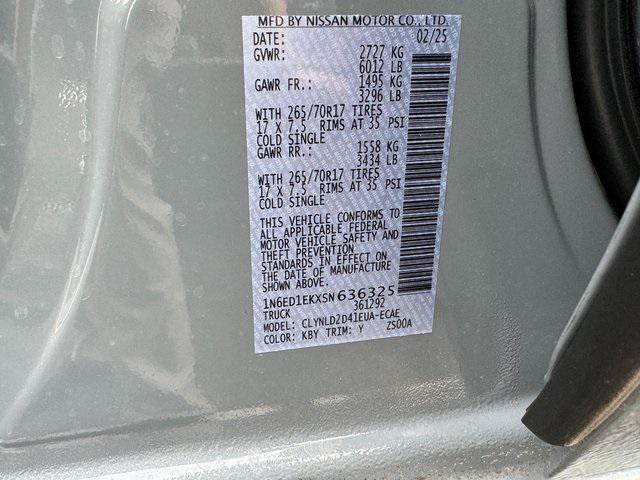 MFD BY NISSAN MOTOR CO., LTD.
DATE: 02/25
GVWR: 2727 KG
6012 LB
GAWR FR.: 1495 KG
3296 LB
WITH 265/70R17 TIRES
17 X 7.5 RIMS AT 35 PSI
COLD SINGLE
GAWR RR.: 1558 KG
3434 LB
WITH 265/70R17 TIRES
17 X 7.5 RIMS AT 35 PSI
COLD SINGLE
THIS VEHICLE CONFORMS TO
ALL APPLICABLE FEDERAL
MOTOR VEHICLE SAFETY AND
THEFT PREVENTION
STANDARDS IN EFFECT ON
THE DATE OF MANUFACTURE
SHOWN ABOVE.
1N6ED1EKXSN636325
TRUCK 361292
MODEL: CLYNLD2D41EUA-ECAE
COLOR: KBY TRIM: Y ZS00A